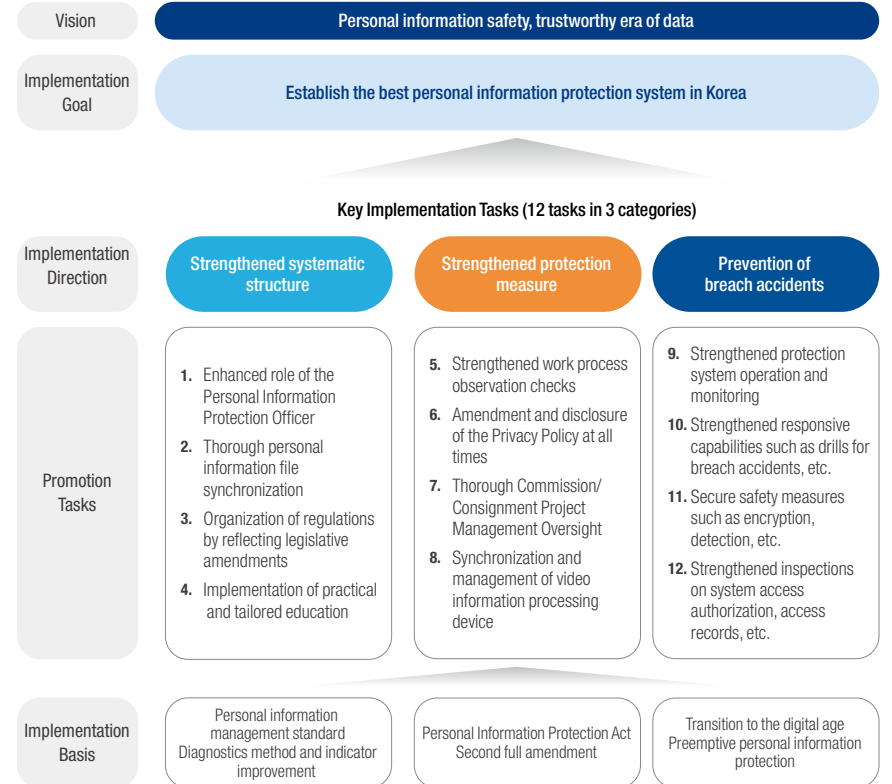 Vision
Personal information safety, trustworthy era of data
Implementation
Goal
Establish the best personal information protection system in Korea
Key Implementation Tasks (12 tasks in 3 categories)
Implementation
Direction
Strengthened systematic
structure
Strengthened protection
measure
Prevention of
breach accidents
Promotion
Tasks
1. Enhanced role of the
Personal Information
Protection Officer
2. Thorough personal
information file
synchronization
3. Organization of regulations
by reflecting legislative
amendments
4. Implementation of practical
and tailored education
5. Strengthened work process
observation checks
6. Amendment and disclosure
of the Privacy Policy at all
times
7. Thorough Commission/
Consignment Project
Management Oversight
8. Synchronization and
management of video
information processing
device
9. Strengthened protection
system operation and
monitoring
10. Strengthened responsive
capabilities such as drills for
breach accidents, etc.
11. Secure safety measures
such as encryption,
detection, etc.
12. Strengthened inspections
on system access
authorization, access
records, etc.
Implementation
Basis
Personal information
management standard
Diagnostics method and indicator
improvement
Personal Information Protection Act
Second full amendment
Transition to the digital age
Preemptive personal information
protection